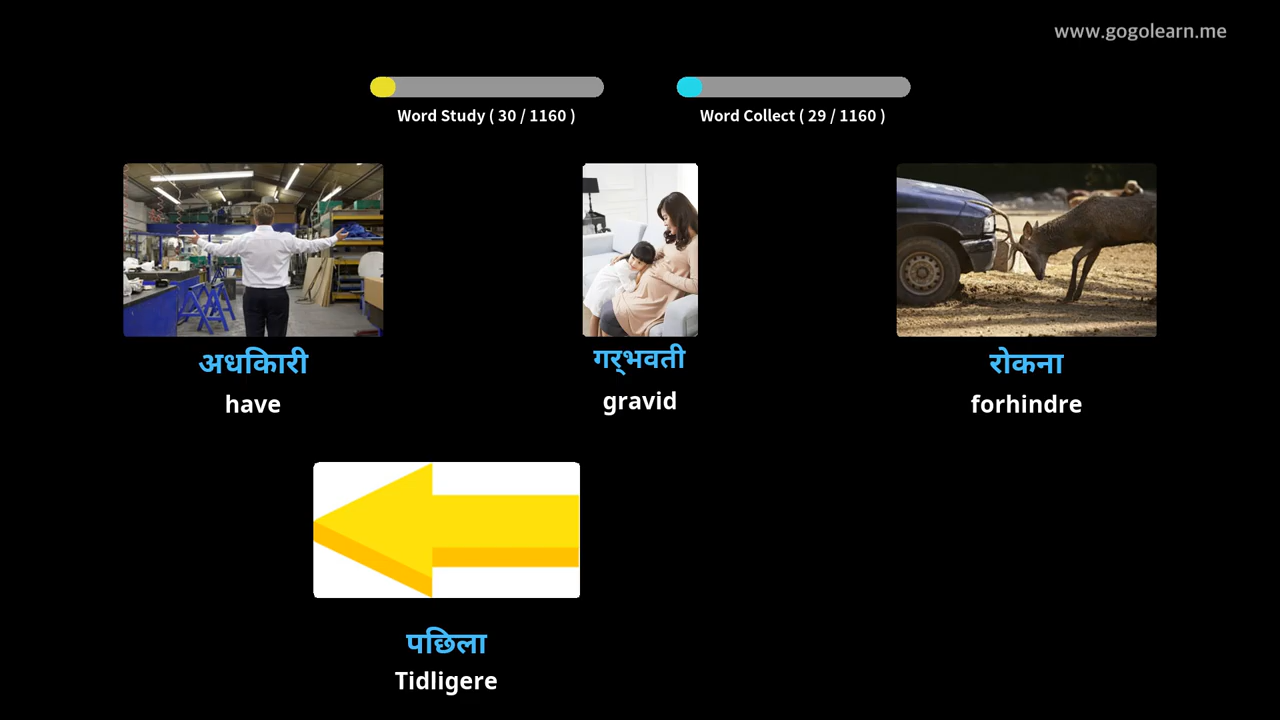 www.gogolearn.me
Word Study ( 30 / 1160 )
Word Collect ( 29 / 1160 )
अधिकारी
have
गर्भवती
gravid
रोकना
forhindre
पछिला
Tidligere